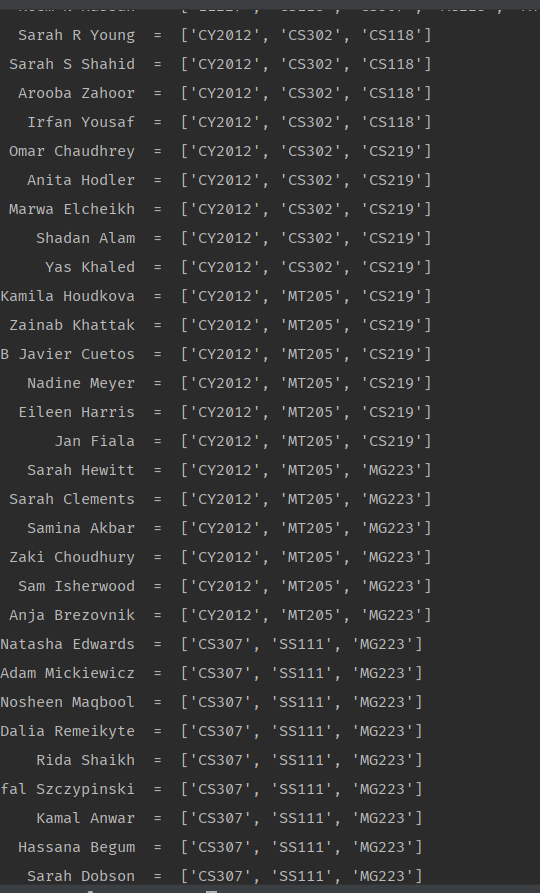 Sarah R Young = ['CY2012', 'CS302', 'CS118']
Sarah S Shahid = ['CY2012', 'CS302', 'CS118']
Arooba Zahoor = ['CY2012', 'CS302', 'CS118']
Irfan Yousaf = ['CY2012', 'CS302', 'CS118']
Omar Chaudhrey = ['CY2012', 'CS302', 'CS219']
Anita Hodler = ['CY2012', 'CS302', 'CS219']
Marwa Elcheikh = ['CY2012', 'CS302', 'CS219']
Shadan Alam = ['CY2012', 'CS302', 'CS219']
Yas Khaled = ['CY2012', 'CS302', 'CS219']
Kamila Houdkova = ['CY2012', 'MT205', 'CS219']
Zainab Khattak = ['CY2012', 'MT205', 'CS219']
B Javier Cuetos = ['CY2012', 'MT205', 'CS219']
Nadine Meyer = ['CY2012', 'MT205', 'CS219']
Eileen Harris = ['CY2012', 'MT205', 'CS219']
Jan Fiala = ['CY2012', 'MT205', 'CS219']
Sarah Hewitt = ['CY2012', 'MT205', 'MG223']
Sarah Clements = ['CY2012', 'MT205', 'MG223']
Samina Akbar = ['CY2012', 'MT205', 'MG223']
Zaki Choudhury = ['CY2012', 'MT205', 'MG223']
Sam Isherwood = ['CY2012', 'MT205', 'MG223']
Anja Brezovnik = ['CY2012', 'MT205', 'MG223']
Natasha Edwards = ['CS307', 'SS111', 'MG223']
Adam Mickiewicz = ['CS307', 'SS111', 'MG223']
Nosheen Maqbool = ['CS307', 'SS111', 'MG223']
Dalia Remeikyte = ['CS307', 'SS111', 'MG223']
Rida Shaikh = ['CS307', 'SS111', 'MG223']
fal Szczypinski = ['CS307', 'SS111', 'MG223']
Kamal Anwar = ['CS307', 'SS111', 'MG223']
Hassana Begum = ['CS307', 'SS111', 'MG223']
Sarah Dobson = ['CS307', 'SS111', 'MG223']